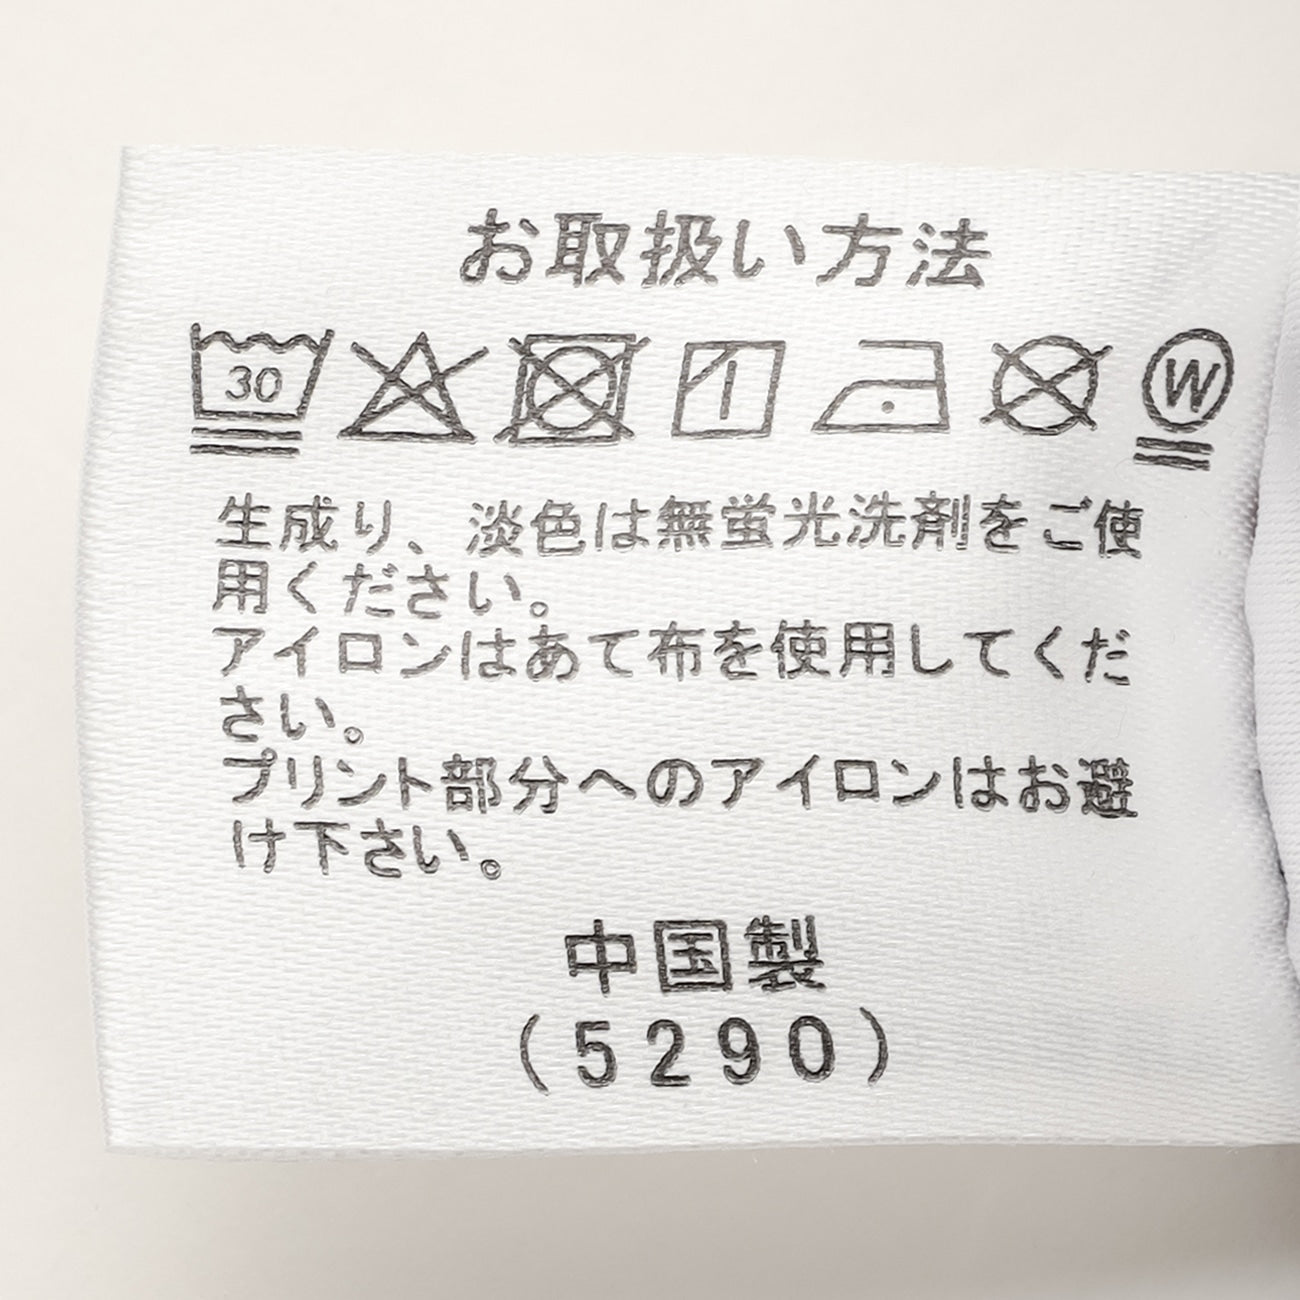 お取扱い方法
30
W
生成り、淡色は無蛍光洗剤をご使
用ください。
アイロンはあて布を使用してくだ
さい。
プリント部分へのアイロンはお避
け下さい。
中国製
(5290)